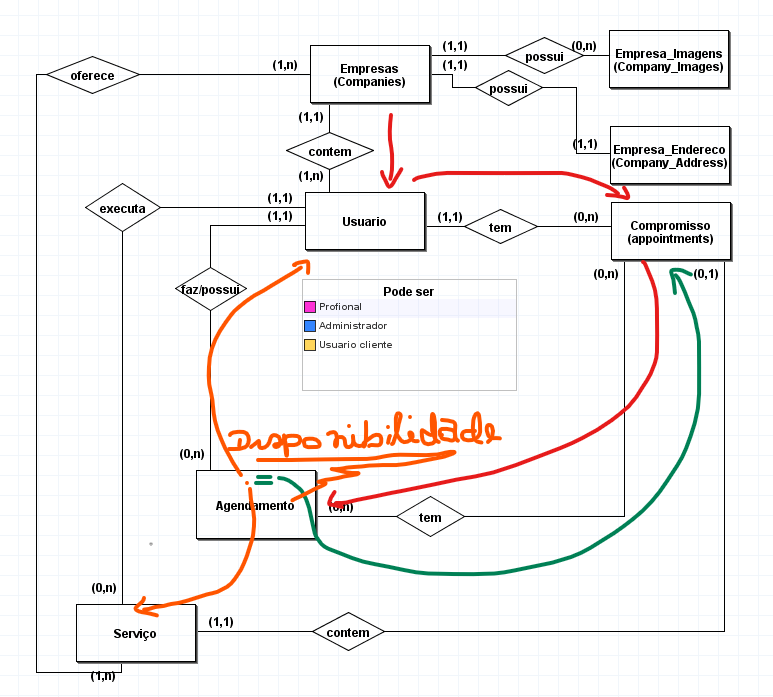 (1,1)
(0,n)
possui
Empresa_Imagens
(Company_Images)
oferece
(1,n)
Empresas
(Companies)
(1,1)
possui
(1,1)
Empresa_Endereco
(Company_Address)
(1,1)
contem
(1,n)
executa
(1,1)
(1,1)
Usuario
(1,1)
tem
(0,n)
Compromisso
(appointments)
faz/possui
(0,n)
(0,1)
Pode ser
Profional
Administrador
Usuario cliente
Disponibilidade
(0,n)
Agendamento
(0,n)
tem
(0,n)
Serviço
(1,1)
contem
(1,n)